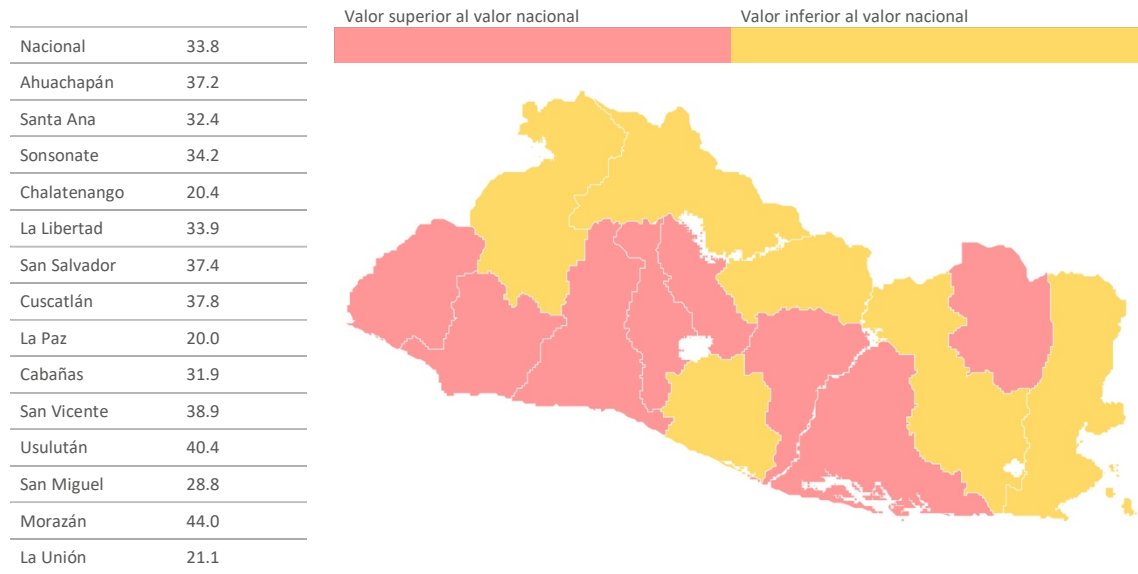 Valor superior al valor nacional Valor inferior al valor nacional
Nacional 33.8
Ahuachapán 37.2
Santa Ana 32.4
Sonsonate 34.2
Chalatenango 20.4
La Libertad 33.9
San Salvador 37.4
Cuscatlán 37.8
La Paz 20.0
Cabañas 31.9
San Vicente 38.9
Usulután 40.4
San Miguel 28.8
Morazán 44.0
La Unión 21.1